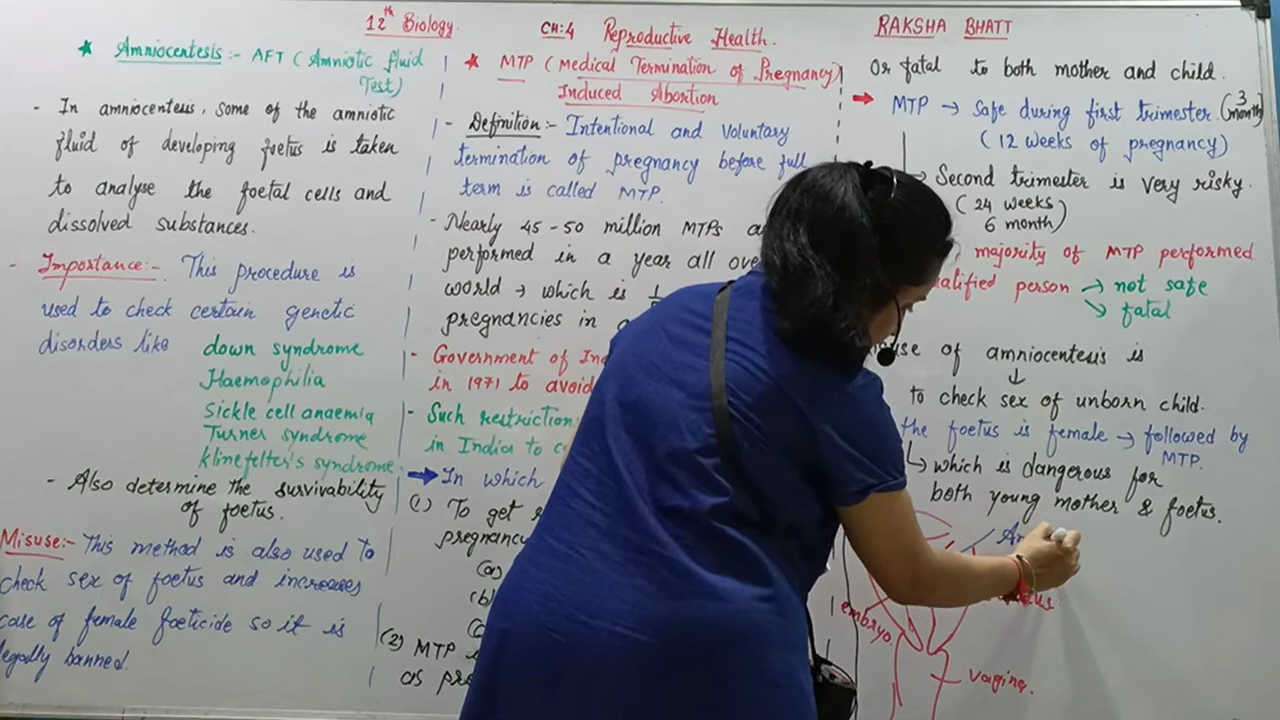 12th Biology.
CH:4 Reproductive Health.
RAKSHA BHATT
★ Amniocentesis :- AFT (Amniotic fluid
Test)
- In amniocentesis, some of the amniotic
fluid of developing foetus is taken
to analyse the foetal cells and
dissolved substances.
- Importance:- This procedure is
used to check certain genetic
disorders like down syndrome
Haemophilia
Sickle cell anaemia
Turner syndrome
Klinefelter's syndrome
- Also determine the survivability
of foetus.
Misuse:- This method is also used to
check sex of foetus and increases
case of female foeticide so it is
legally banned.
★ MTP (Medical Termination of Pregnancy)
Induced Abortion
- Definition:- Intentional and Voluntary
termination of pregnancy before full
term is called MTP.
- Nearly 45-50 million MTPs
performed in a year all over
world → which is 1
pregnancies in
- Government of
in 1971 to avoid
- Such restriction
in India to
→ In which
(1) To get
pregnancy
(a)
(b)
(2) MTP
as
Or fatal to both mother and child.
→ MTP → Safe during first trimester (3 month)
(12 weeks of pregnancy)
→ Second trimester is very risky.
(24 weeks
6 month)
majority of MTP performed
person → not safe
↘ fatal
of amniocentesis is
↓
to check sex of unborn child.
the foetus is female → followed by
MTP.
↳ which is dangerous for
both young mother & foetus.
embryo.
vagina.